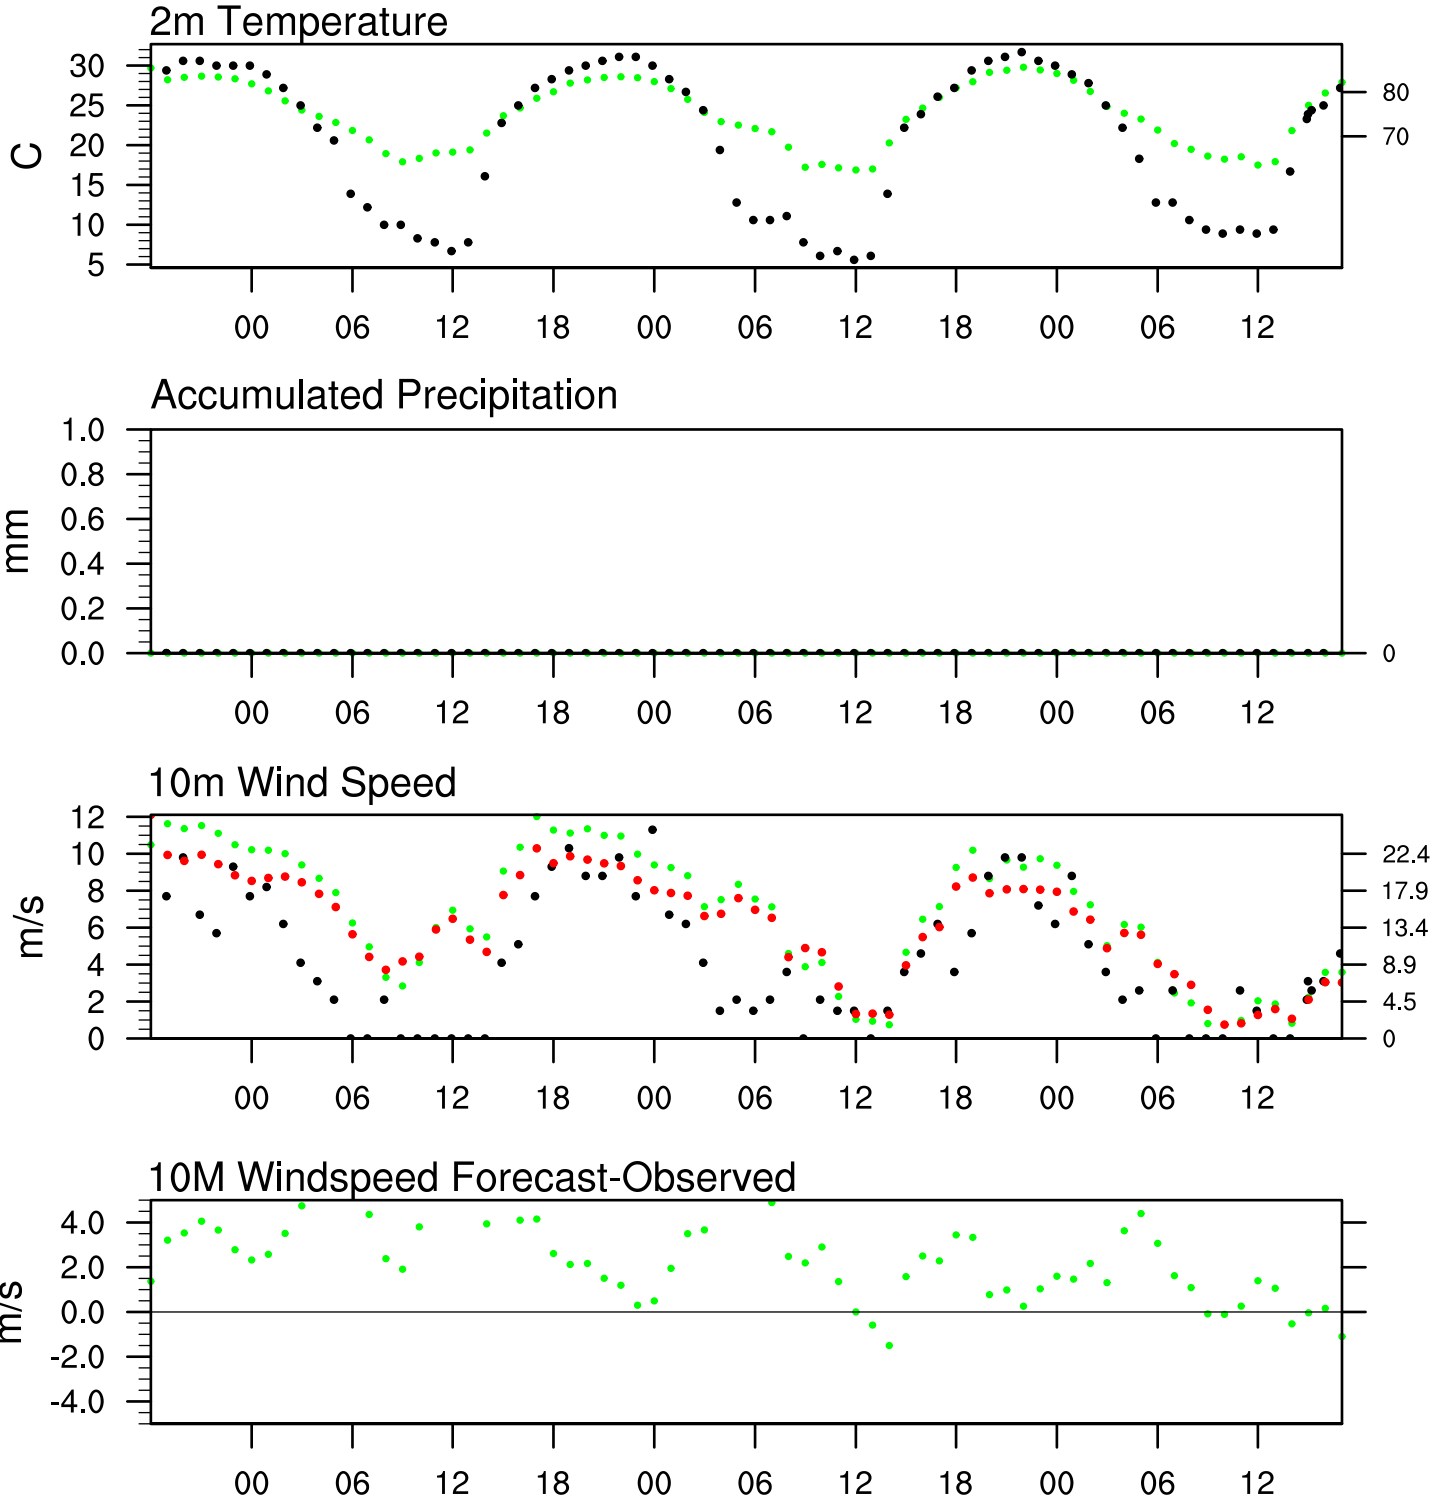 2m Temperature
30
25
20
15
10
5
C
80
70
00 06 12 18 00 06 12 18 00 06 12
Accumulated Precipitation
1.0
0.8
0.6
0.4
0.2
0.0
mm
0
00 06 12 18 00 06 12 18 00 06 12
10m Wind Speed
12
10
8
6
4
2
0
m/s
22.4
17.9
13.4
8.9
4.5
0
00 06 12 18 00 06 12 18 00 06 12
10M Windspeed Forecast-Observed
4.0
2.0
0.0
-2.0
-4.0
m/s
00 06 12 18 00 06 12 18 00 06 12